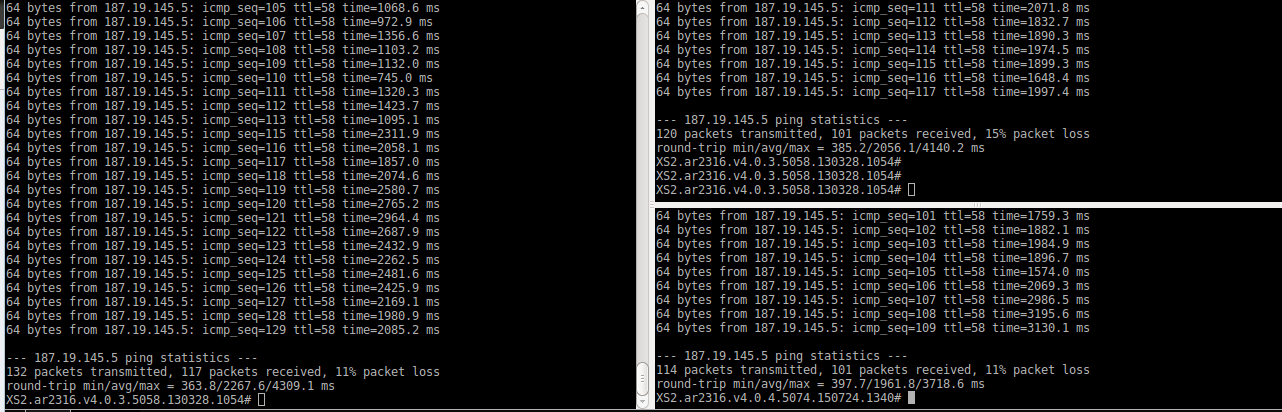 64 bytes from 187.19.145.5: icmp_seq=105 ttl=58 time=1068.6 ms
64 bytes from 187.19.145.5: icmp_seq=106 ttl=58 time=972.9 ms
64 bytes from 187.19.145.5: icmp_seq=107 ttl=58 time=1356.6 ms
64 bytes from 187.19.145.5: icmp_seq=108 ttl=58 time=1103.2 ms
64 bytes from 187.19.145.5: icmp_seq=109 ttl=58 time=1132.0 ms
64 bytes from 187.19.145.5: icmp_seq=110 ttl=58 time=745.0 ms
64 bytes from 187.19.145.5: icmp_seq=111 ttl=58 time=1320.3 ms
64 bytes from 187.19.145.5: icmp_seq=112 ttl=58 time=1423.7 ms
64 bytes from 187.19.145.5: icmp_seq=113 ttl=58 time=1095.1 ms
64 bytes from 187.19.145.5: icmp_seq=115 ttl=58 time=2311.9 ms
64 bytes from 187.19.145.5: icmp_seq=116 ttl=58 time=2058.1 ms
64 bytes from 187.19.145.5: icmp_seq=117 ttl=58 time=1857.0 ms
64 bytes from 187.19.145.5: icmp_seq=118 ttl=58 time=2074.6 ms
64 bytes from 187.19.145.5: icmp_seq=119 ttl=58 time=2580.7 ms
64 bytes from 187.19.145.5: icmp_seq=120 ttl=58 time=2765.2 ms
64 bytes from 187.19.145.5: icmp_seq=121 ttl=58 time=2964.4 ms
64 bytes from 187.19.145.5: icmp_seq=122 ttl=58 time=2687.9 ms
64 bytes from 187.19.145.5: icmp_seq=123 ttl=58 time=2432.9 ms
64 bytes from 187.19.145.5: icmp_seq=124 ttl=58 time=2262.5 ms
64 bytes from 187.19.145.5: icmp_seq=125 ttl=58 time=2481.6 ms
64 bytes from 187.19.145.5: icmp_seq=126 ttl=58 time=2425.9 ms
64 bytes from 187.19.145.5: icmp_seq=127 ttl=58 time=2169.1 ms
64 bytes from 187.19.145.5: icmp_seq=128 ttl=58 time=1980.9 ms
64 bytes from 187.19.145.5: icmp_seq=129 ttl=58 time=2085.2 ms
--- 187.19.145.5 ping statistics ---
132 packets transmitted, 117 packets received, 11% packet loss
round-trip min/avg/max = 363.8/2267.6/4309.1 ms
XS2.ar2316.v4.0.3.5058.130328.1054#
64 bytes from 187.19.145.5: icmp_seq=111 ttl=58 time=2071.8 ms
64 bytes from 187.19.145.5: icmp_seq=112 ttl=58 time=1832.7 ms
64 bytes from 187.19.145.5: icmp_seq=113 ttl=58 time=1890.3 ms
64 bytes from 187.19.145.5: icmp_seq=114 ttl=58 time=1974.5 ms
64 bytes from 187.19.145.5: icmp_seq=115 ttl=58 time=1899.3 ms
64 bytes from 187.19.145.5: icmp_seq=116 ttl=58 time=1648.4 ms
64 bytes from 187.19.145.5: icmp_seq=117 ttl=58 time=1997.4 ms
--- 187.19.145.5 ping statistics ---
120 packets transmitted, 101 packets received, 15% packet loss
round-trip min/avg/max = 385.2/2056.1/4140.2 ms
XS2.ar2316.v4.0.3.5058.130328.1054#
XS2.ar2316.v4.0.3.5058.130328.1054#
XS2.ar2316.v4.0.3.5058.130328.1054#
64 bytes from 187.19.145.5: icmp_seq=101 ttl=58 time=1759.3 ms
64 bytes from 187.19.145.5: icmp_seq=102 ttl=58 time=1882.1 ms
64 bytes from 187.19.145.5: icmp_seq=103 ttl=58 time=1984.9 ms
64 bytes from 187.19.145.5: icmp_seq=104 ttl=58 time=1896.7 ms
64 bytes from 187.19.145.5: icmp_seq=105 ttl=58 time=1574.0 ms
64 bytes from 187.19.145.5: icmp_seq=106 ttl=58 time=2069.3 ms
64 bytes from 187.19.145.5: icmp_seq=107 ttl=58 time=2986.5 ms
64 bytes from 187.19.145.5: icmp_seq=108 ttl=58 time=3195.6 ms
64 bytes from 187.19.145.5: icmp_seq=109 ttl=58 time=3130.1 ms
--- 187.19.145.5 ping statistics ---
114 packets transmitted, 101 packets received, 11% packet loss
round-trip min/avg/max = 397.7/1961.8/3718.6 ms
XS2.ar2316.v4.0.4.5074.150724.1340#